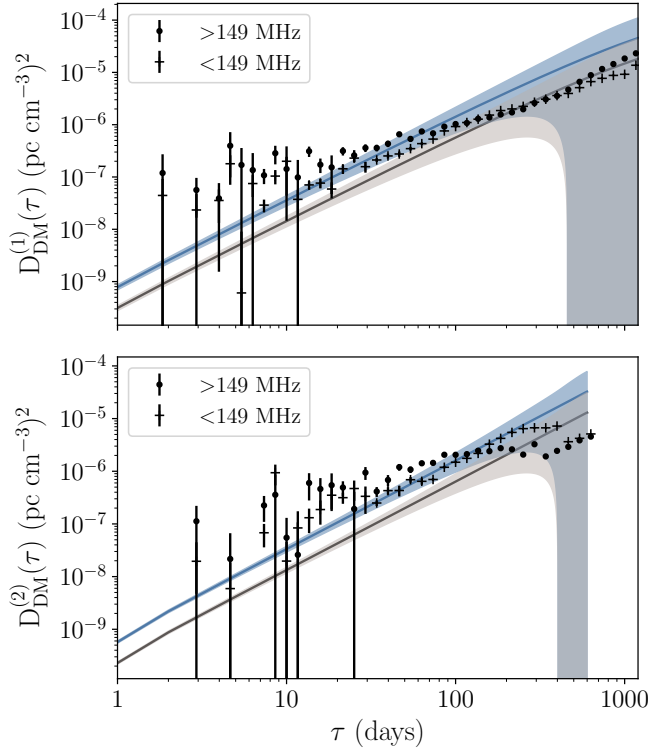 10⁻⁴
10⁻⁵
10⁻⁶
10⁻⁷
10⁻⁸
10⁻⁹
D_DM^(1)(τ) (pc cm⁻³)²
>149 MHz
<149 MHz
10⁻⁴
10⁻⁵
10⁻⁶
10⁻⁷
10⁻⁸
10⁻⁹
D_DM^(2)(τ) (pc cm⁻³)²
>149 MHz
<149 MHz
1 10 100 1000
τ (days)